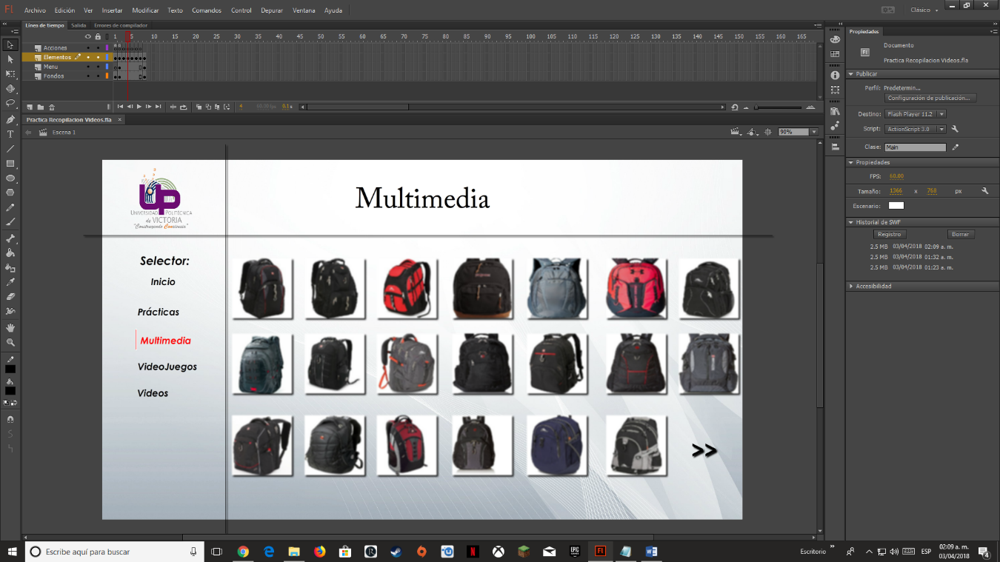 Fl Archivo Edición Ver Insertar Modificar Texto Comandos Control Depurar Ventana Ayuda Clásico
Línea de tiempo Salida Errores de compilador
1 5 10 15 20 25 30 35 40 45 50 55 60 65 70 75 80 85 90 95 100 105 110 115 120 125 130 135 140 145 150 155 160 165
Acciones
Elementos
Menu
Fondos
4 60.00 fps 0.1 s
Practica Recopilacion Videos.fla ×
Escena 1 90%
UP
UNIVERSIDAD POLITÉCNICA
de VICTORIA
"Construyendo Conciencia"
Multimedia
Selector:
Inicio
Prácticas
Multimedia
VideoJuegos
Videos
>>
Propiedades
Fl Documento
Practica Recopilacion Videos.fla
Publicar
Perfil: Predetermin...
Configuración de publicación...
Destino: Flash Player 11.2
Script: ActionScript 3.0
Clase: Main
Propiedades
FPS: 60.00
Tamaño: 1366 x 768 px
Escenario:
Historial de SWF
Registro Borrar
2.5 MB 03/04/2018 02:09 a. m.
2.5 MB 03/04/2018 01:32 a. m.
2.5 MB 03/04/2018 01:23 a. m.
Accesibilidad
Escribe aquí para buscar
Escritorio ESP 02:09 a. m.
03/04/2018
4